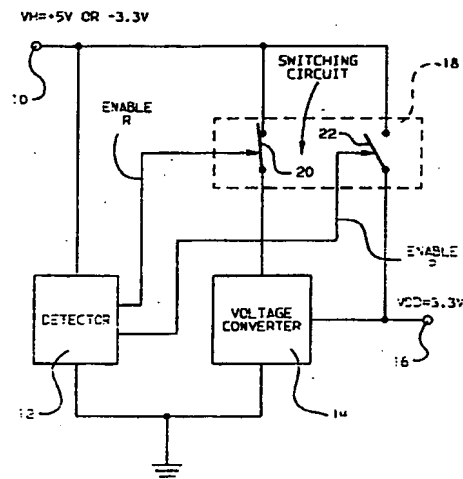 VH=+5V OR -3.3V
SWITCHING
CIRCUIT
18
10
ENABLE
R
22
20
ENABLE
DETECTOR
VOLTAGE
CONVERTER
VDD=3.3V
16
12
14